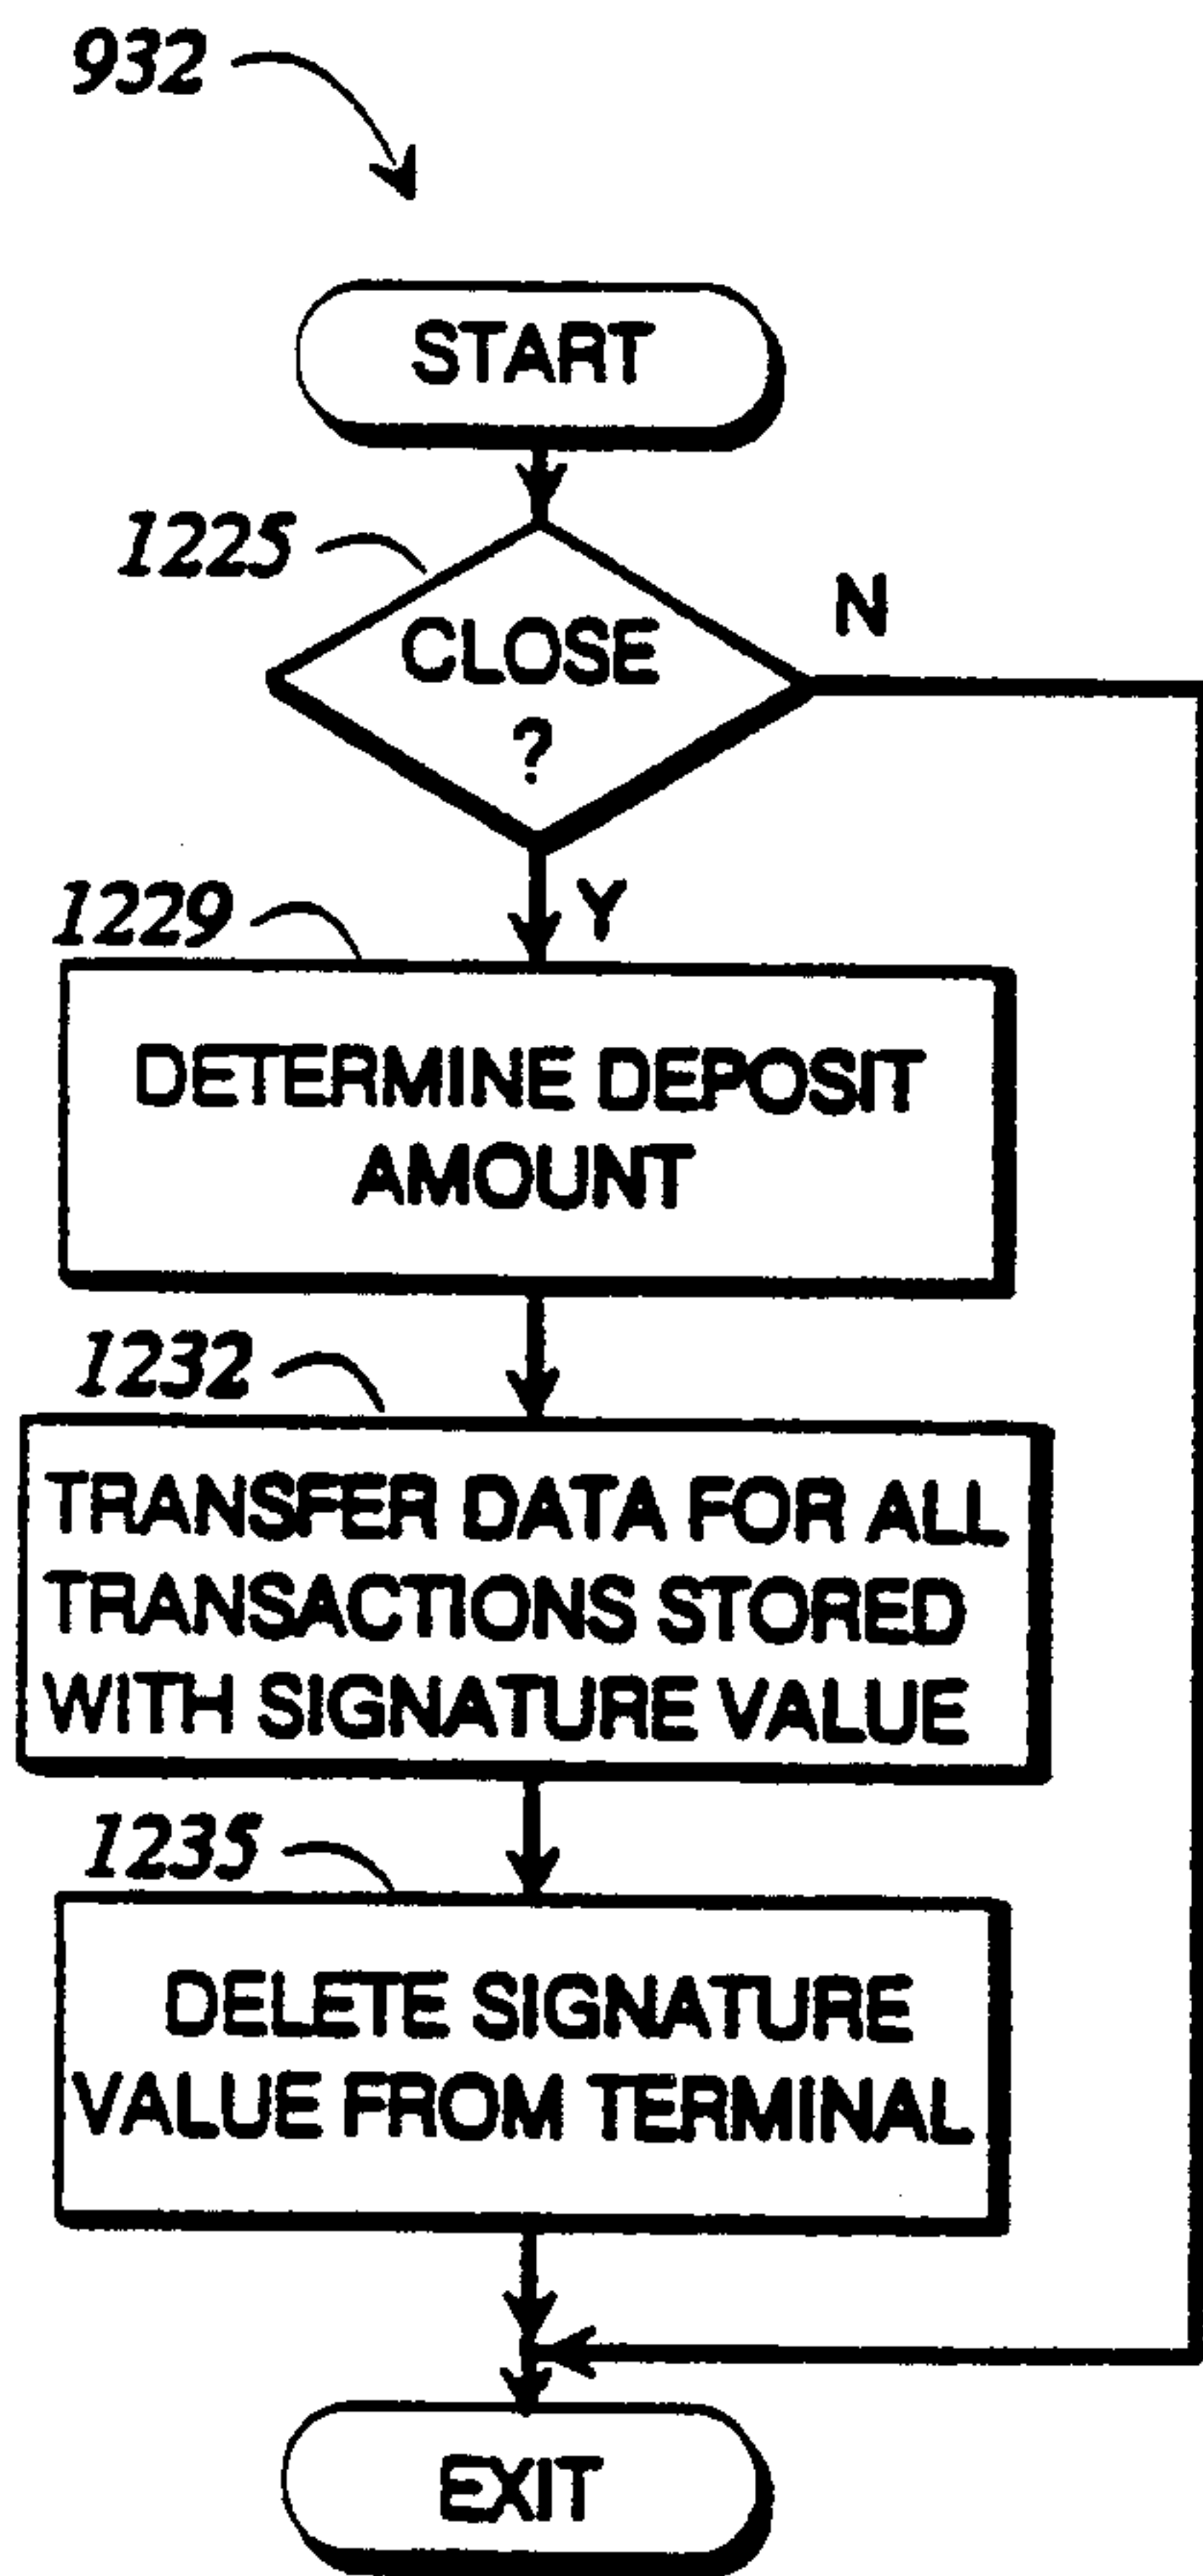 932
START
1225
CLOSE
?
N
Y
1229
DETERMINE DEPOSIT
AMOUNT
1232
TRANSFER DATA FOR ALL
TRANSACTIONS STORED
WITH SIGNATURE VALUE
1235
DELETE SIGNATURE
VALUE FROM TERMINAL
EXIT